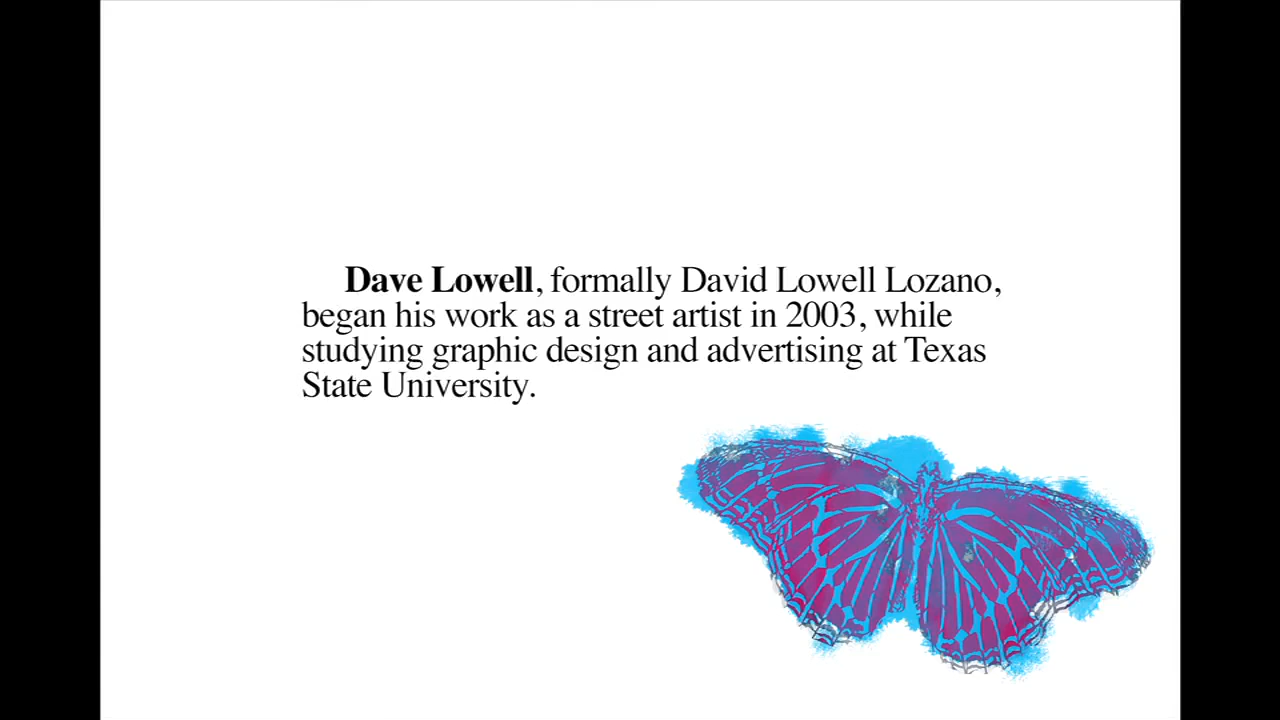 Dave Lowell, formally David Lowell Lozano,
began his work as a street artist in 2003, while
studying graphic design and advertising at Texas
State University.